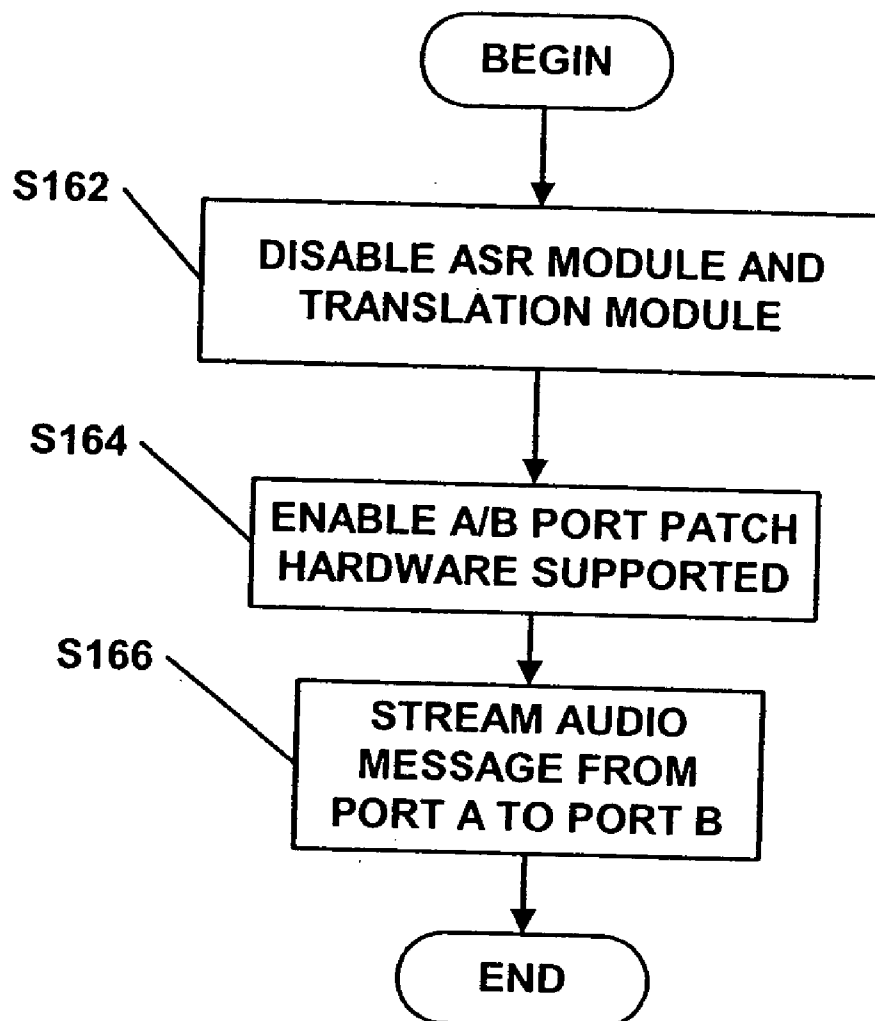 BEGIN
S162
DISABLE ASR MODULE AND
TRANSLATION MODULE
S164
ENABLE A/B PORT PATCH
HARDWARE SUPPORTED
S166
STREAM AUDIO
MESSAGE FROM
PORT A TO PORT B
END